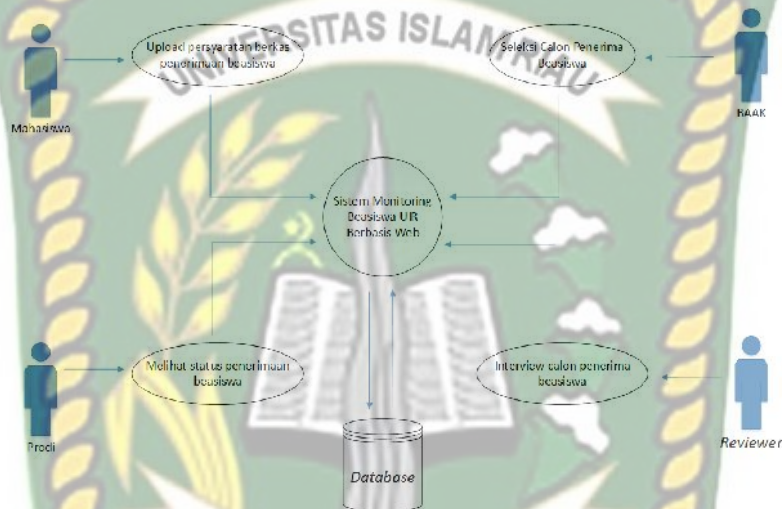 UNIVERSITAS ISLAM RIAU
Upload persyaratan berkas
penerimaan beasiswa
Seleksi Calon Penerima
Beasiswa
Mahasiswa
BAAK
Sistem Monitoring
Beasiswa UIR
Berbasis Web
Melihat status penerimaan
beasiswa
Interview calon penerima
beasiswa
Prodi
Reviewer
Database